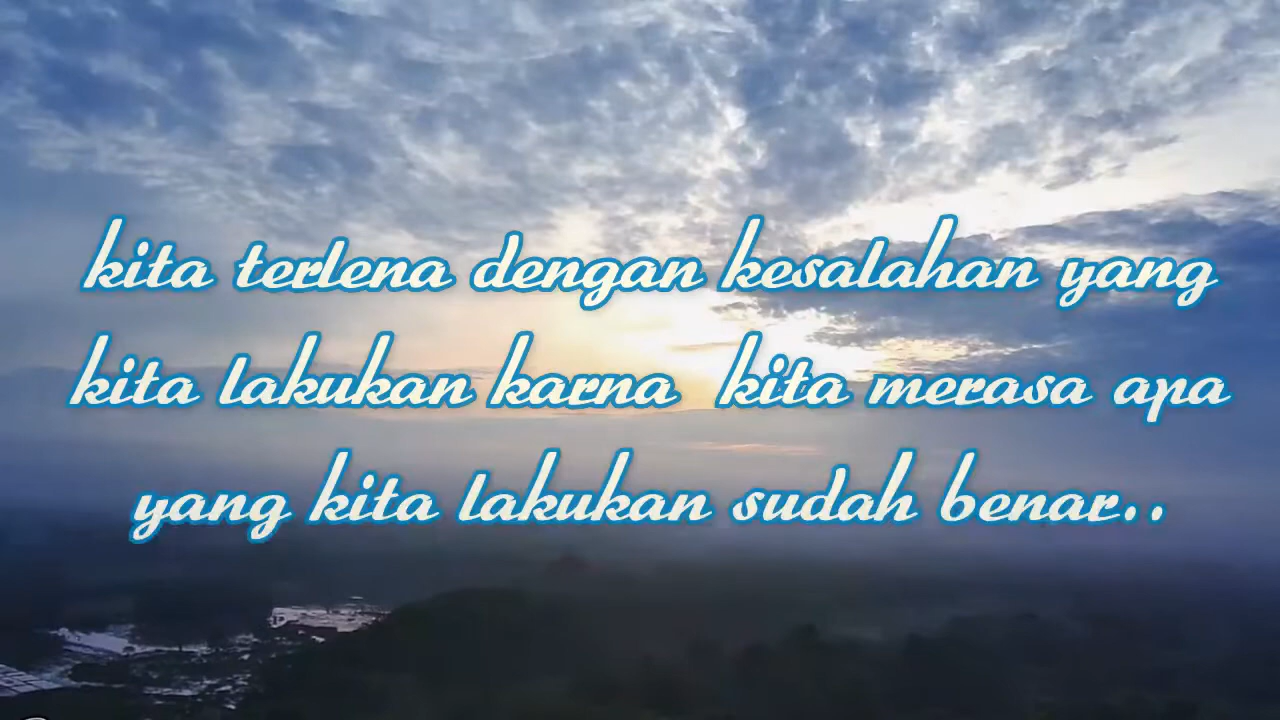 kita terlena dengan kesalahan yang
kita lakukan karna kita merasa apa
yang kita lakukan sudah benar..